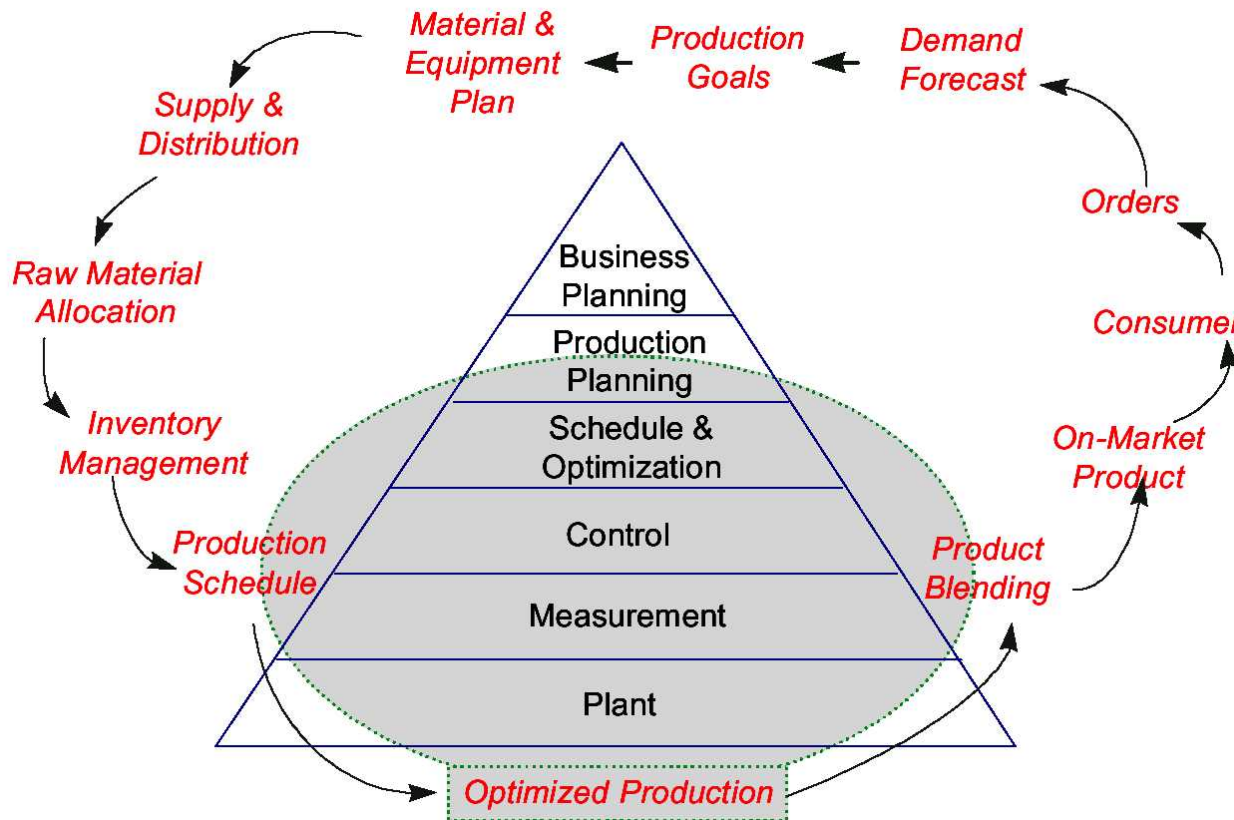 Material &
Equipment
Plan
Production
Goals
Demand
Forecast
Supply &
Distribution
Orders
Raw Material
Allocation
Consumer
Inventory
Management
On-Market
Product
Production
Schedule
Product
Blending
Optimized Production
Business
Planning
Production
Planning
Schedule &
Optimization
Control
Measurement
Plant